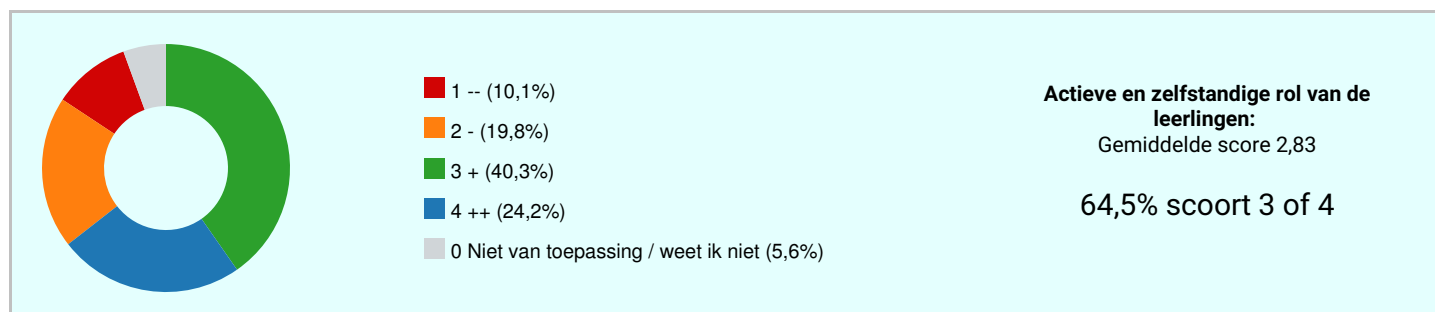 1 -- (10,1%)
2 - (19,8%)
3 + (40,3%)
4 ++ (24,2%)
0 Niet van toepassing / weet ik niet (5,6%)
Actieve en zelfstandige rol van de
leerlingen:
Gemiddelde score 2,83
64,5% scoort 3 of 4